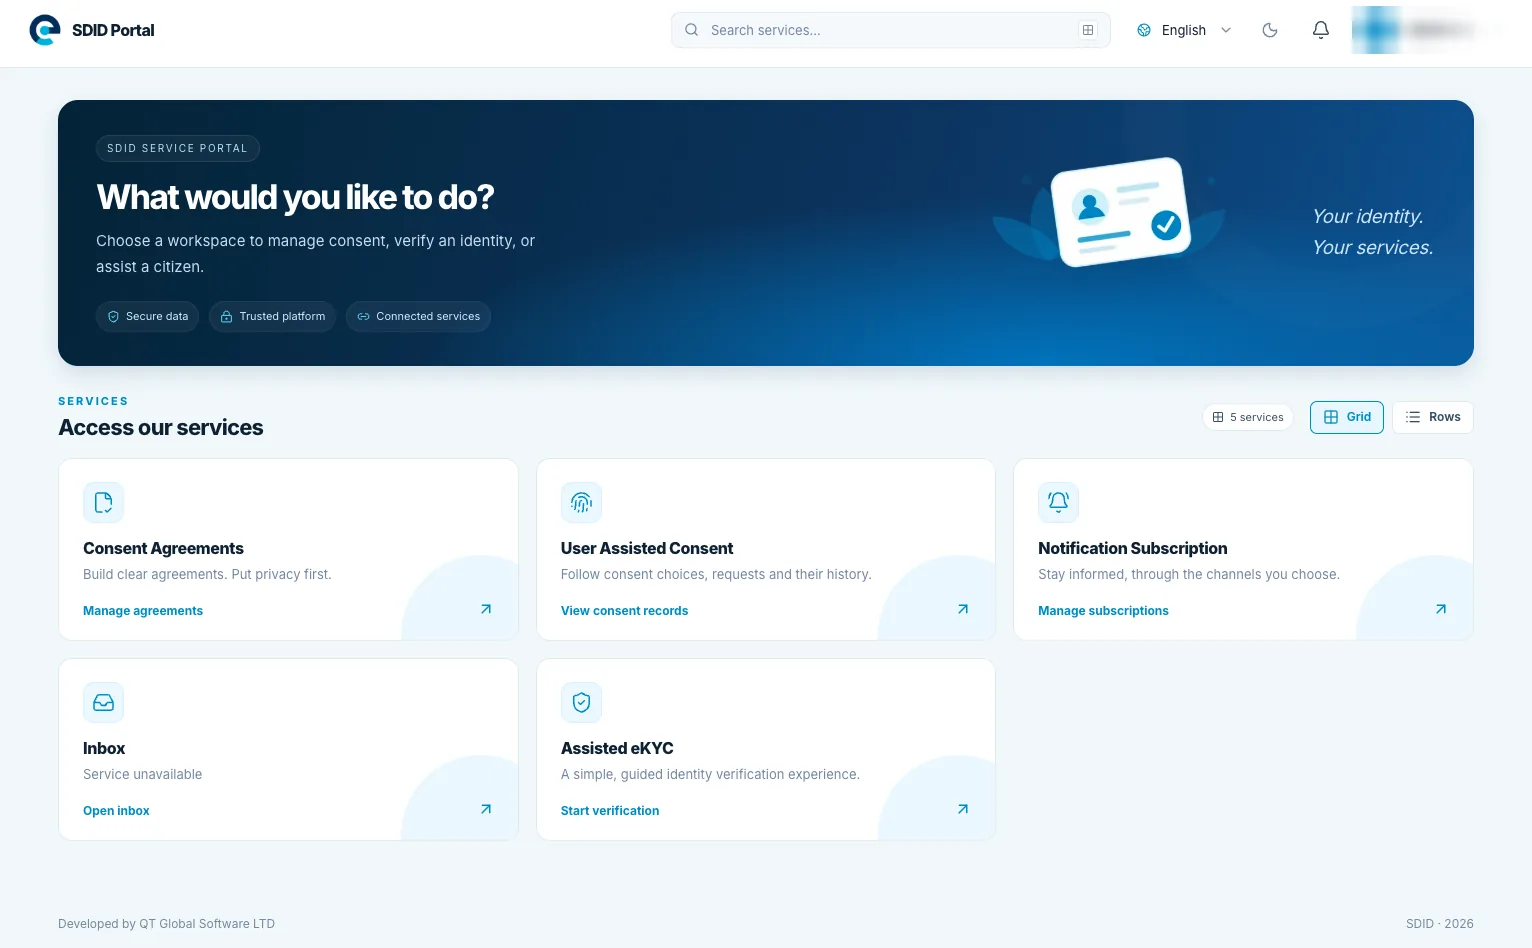 SDID Portal
Search services...
English
SDID SERVICE PORTAL
What would you like to do?
Choose a workspace to manage consent, verify an identity, or
assist a citizen.
Secure data
Trusted platform
Connected services
Your identity.
Your services.
SERVICES
Access our services
5 services
Grid
Rows
Consent Agreements
Build clear agreements. Put privacy first.
Manage agreements
User Assisted Consent
Follow consent choices, requests and their history.
View consent records
Notification Subscription
Stay informed, through the channels you choose.
Manage subscriptions
Inbox
Service unavailable
Open inbox
Assisted eKYC
A simple, guided identity verification experience.
Start verification
Developed by QT Global Software LTD
SDID · 2026